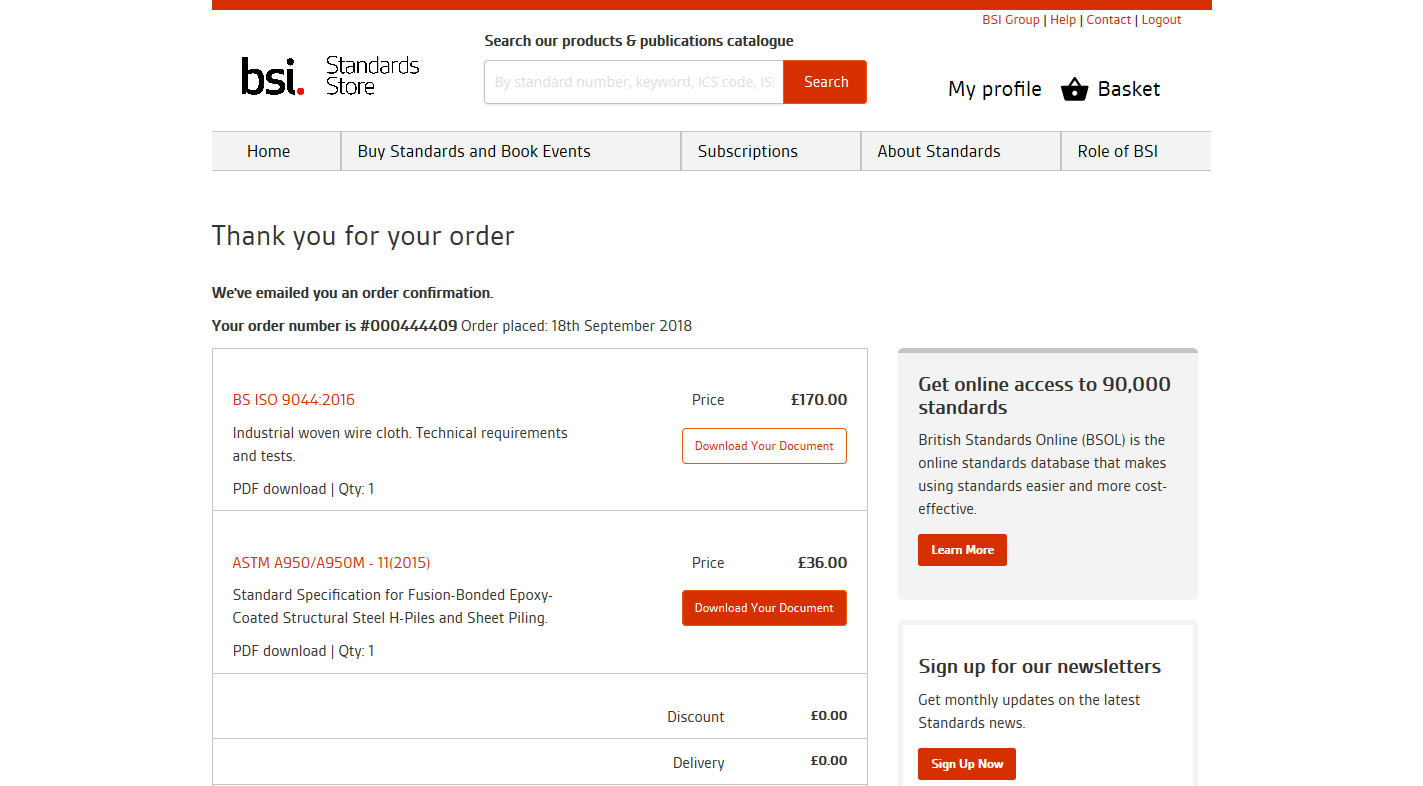 BSI Group | Help | Contact | Logout
Search our products & publications catalogue
bsi. Standards Store
By standard number, keyword, ICS code, ISI
Search
My profile
Basket
Home
Buy Standards and Book Events
Subscriptions
About Standards
Role of BSI
Thank you for your order
We've emailed you an order confirmation.
Your order number is #000444409 Order placed: 18th September 2018
BS ISO 9044:2016
Price £170.00
Industrial woven wire cloth. Technical requirements
and tests.
Download Your Document
PDF download | Qty: 1
ASTM A950/A950M - 11(2015)
Price £36.00
Standard Specification for Fusion-Bonded Epoxy-
Coated Structural Steel H-Piles and Sheet Piling.
Download Your Document
PDF download | Qty: 1
Discount £0.00
Delivery £0.00
Get online access to 90,000
standards
British Standards Online (BSOL) is the
online standards database that makes
using standards easier and more cost-
effective.
Learn More
Sign up for our newsletters
Get monthly updates on the latest
Standards news.
Sign Up Now